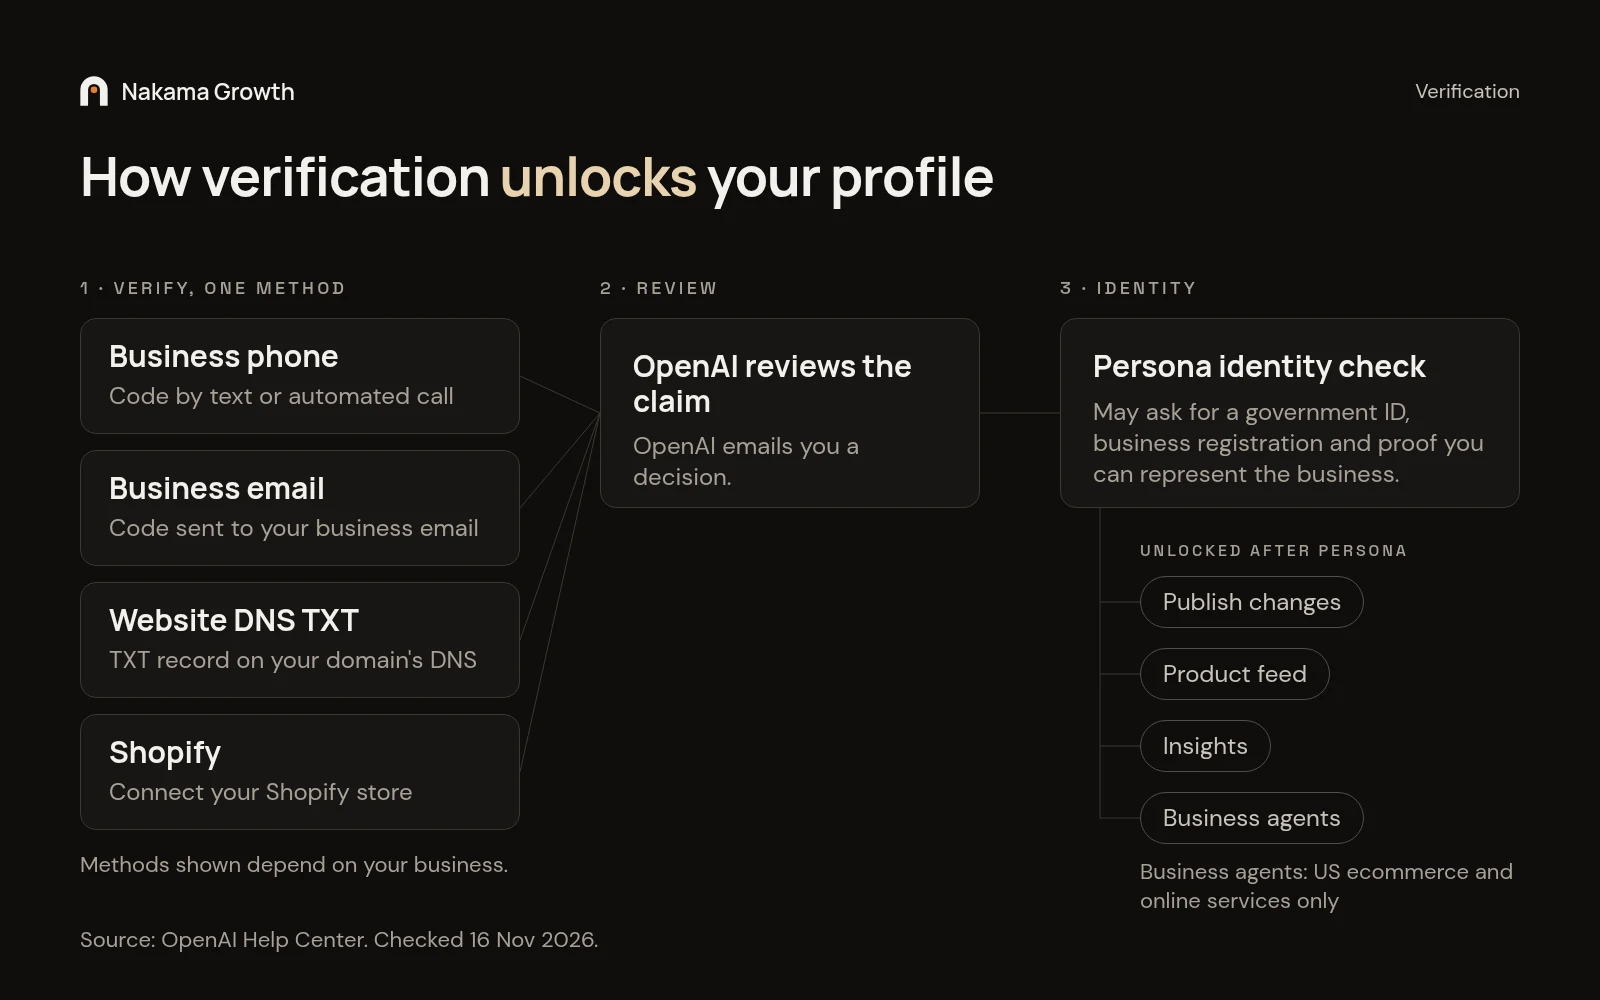 Nakama Growth
Verification
How verification unlocks your profile
1 · VERIFY, ONE METHOD
Business phone
Code by text or automated call
Business email
Code sent to your business email
Website DNS TXT
TXT record on your domain's DNS
Shopify
Connect your Shopify store
Methods shown depend on your business.
2 · REVIEW
OpenAI reviews the
claim
OpenAI emails you a
decision.
3 · IDENTITY
Persona identity check
May ask for a government ID,
business registration and proof you
can represent the business.
UNLOCKED AFTER PERSONA
Publish changes
Product feed
Insights
Business agents
Business agents: US ecommerce and
online services only
Source: OpenAI Help Center. Checked 16 Nov 2026.